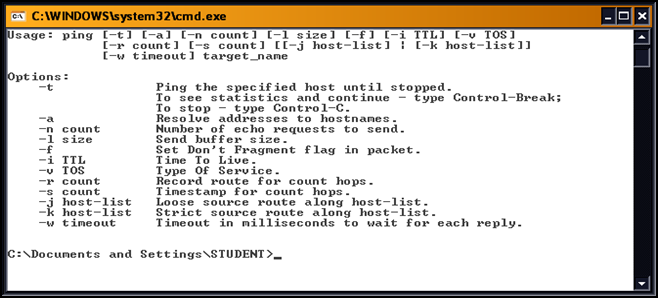 C:\WINDOWS\system32\cmd.exe
Usage: ping [-t] [-a] [-n count] [-l size] [-f] [-i TTL] [-v TOS]
            [-r count] [-s count] [[-j host-list] ¦ [-k host-list]]
            [-w timeout] target_name
Options:
    -t             Ping the specified host until stopped.
                   To see statistics and continue - type Control-Break;
                   To stop - type Control-C.
    -a             Resolve addresses to hostnames.
    -n count       Number of echo requests to send.
    -l size        Send buffer size.
    -f             Set Don't Fragment flag in packet.
    -i TTL         Time To Live.
    -v TOS         Type Of Service.
    -r count       Record route for count hops.
    -s count       Timestamp for count hops.
    -j host-list   Loose source route along host-list.
    -k host-list   Strict source route along host-list.
    -w timeout     Timeout in milliseconds to wait for each reply.
C:\Documents and Settings\STUDENT>_